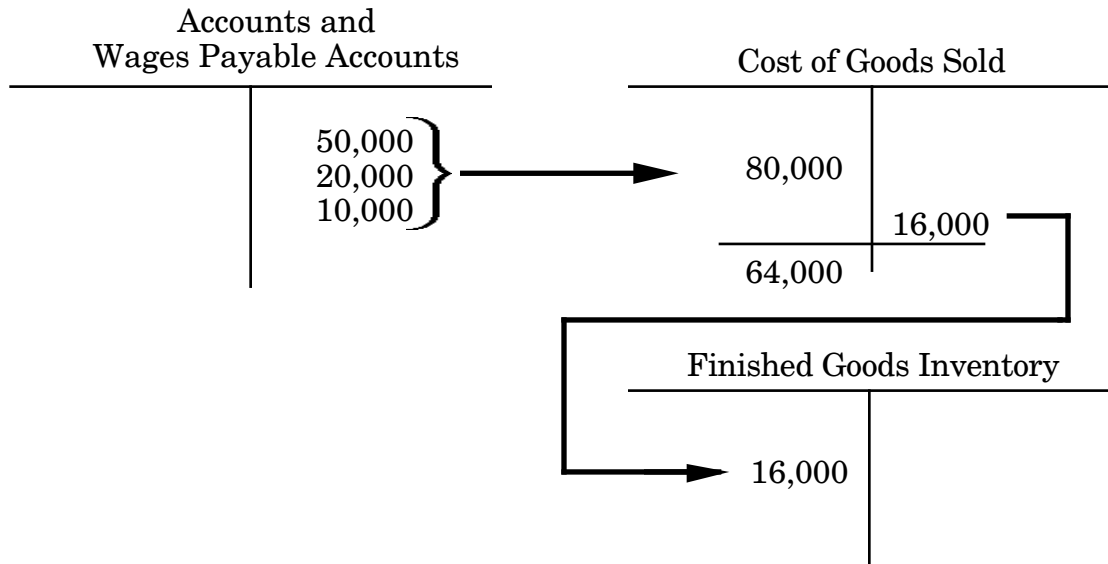 Accounts and
Wages Payable Accounts
Cost of Goods Sold
50,000
20,000
10,000
80,000
16,000
64,000
Finished Goods Inventory
16,000